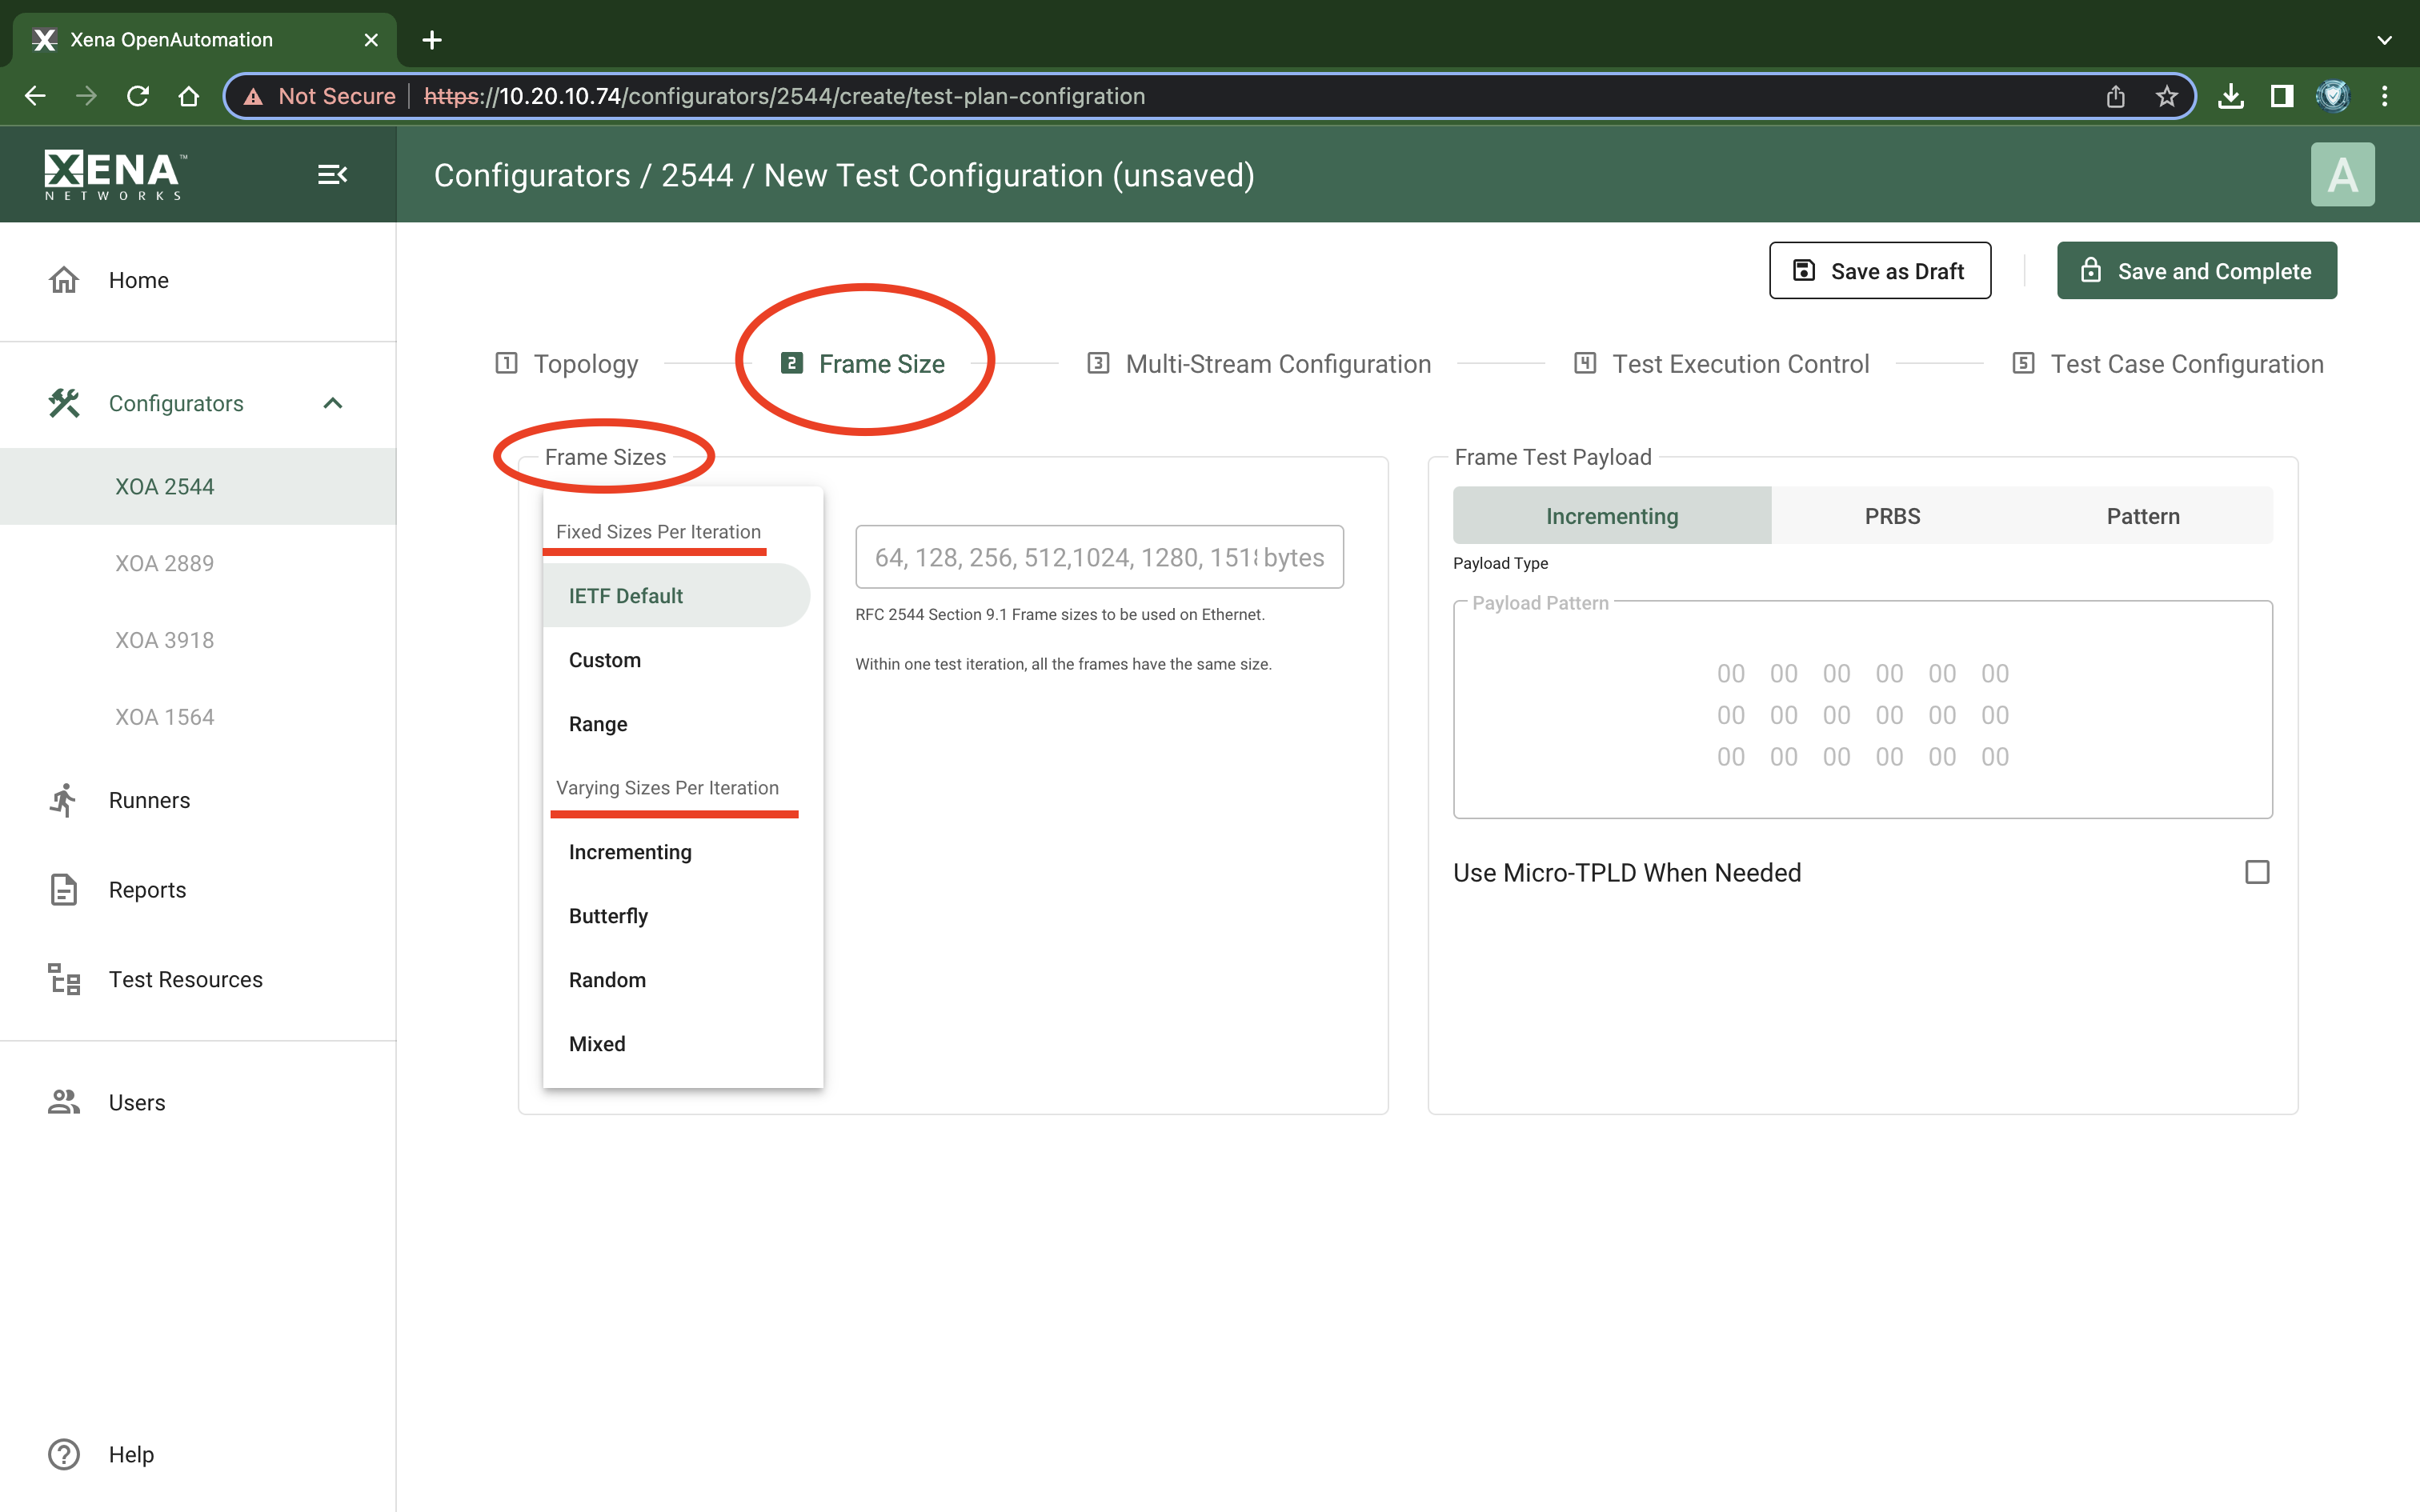 Xena OpenAutomation
Not Secure https://10.20.10.74/configurators/2544/create/test-plan-configration
XENA™
NETWORKS
Configurators / 2544 / New Test Configuration (unsaved)
A
Home
Configurators
XOA 2544
XOA 2889
XOA 3918
XOA 1564
Runners
Reports
Test Resources
Users
Help
Save as Draft
Save and Complete
1 Topology
2 Frame Size
3 Multi-Stream Configuration
4 Test Execution Control
5 Test Case Configuration
Frame Sizes
Fixed Sizes Per Iteration
IETF Default
Custom
Range
Varying Sizes Per Iteration
Incrementing
Butterfly
Random
Mixed
64, 128, 256, 512,1024, 1280, 1518 bytes
RFC 2544 Section 9.1 Frame sizes to be used on Ethernet.
Within one test iteration, all the frames have the same size.
Frame Test Payload
Incrementing PRBS Pattern
Payload Type
Payload Pattern
00 00 00 00 00 00
00 00 00 00 00 00
00 00 00 00 00 00
Use Micro-TPLD When Needed